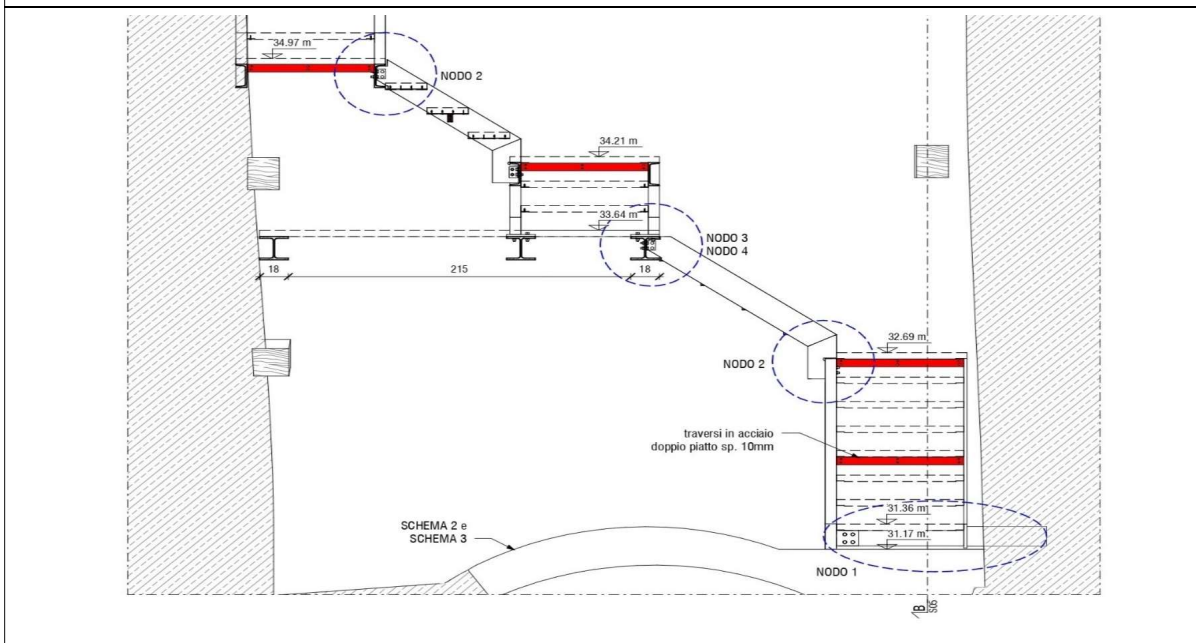 34.97 m
NODO 2
34.21 m
33.64 m
NODO 3
NODO 4
18
215
18
32.69 m
NODO 2
traversi in acciaio
doppio piatto sp. 10mm
31.36 m
SCHEMA 2 e
SCHEMA 3
31.17 m
NODO 1
B
S05